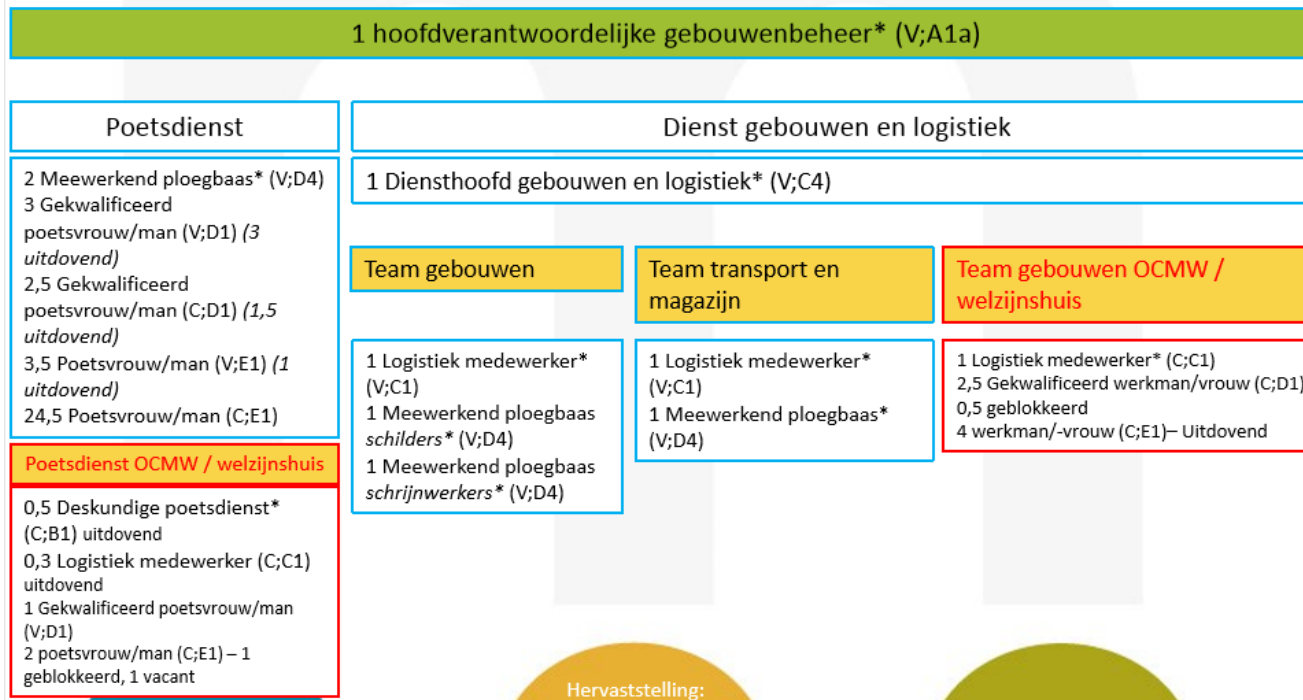 1 hoofdverantwoordelijke gebouwenbeheer* (V;A1a)
Poetsdienst
2 Meewerkend ploegbaas* (V;D4)
3 Gekwalificeerd
poetsvrouw/man (V;D1) (3
uitdovend)
2,5 Gekwalificeerd
poetsvrouw/man (C;D1) (1,5
uitdovend)
3,5 Poetsvrouw/man (V;E1) (1
uitdovend)
24,5 Poetsvrouw/man (C;E1)
Poetsdienst OCMW / welzijnshuis
0,5 Deskundige poetsdienst*
(C;B1) uitdovend
0,3 Logistiek medewerker (C;C1)
uitdovend
1 Gekwalificeerd poetsvrouw/man
(V;D1)
2 poetsvrouw/man (C;E1) – 1
geblokkeerd, 1 vacant
Dienst gebouwen en logistiek
1 Diensthoofd gebouwen en logistiek* (V;C4)
Team gebouwen
1 Logistiek medewerker*
(V;C1)
1 Meewerkend ploegbaas
schilders* (V;D4)
1 Meewerkend ploegbaas
schrijnwerkers* (V;D4)
Team transport en
magazijn
1 Logistiek medewerker*
(V;C1)
1 Meewerkend ploegbaas*
(V;D4)
Team gebouwen OCMW /
welzijnshuis
1 Logistiek medewerker* (C;C1)
2,5 Gekwalificeerd werkman/vrouw (C;D1)
0,5 geblokkeerd
4 werkman/-vrouw (C;E1)– Uitdovend
Hervaststelling: